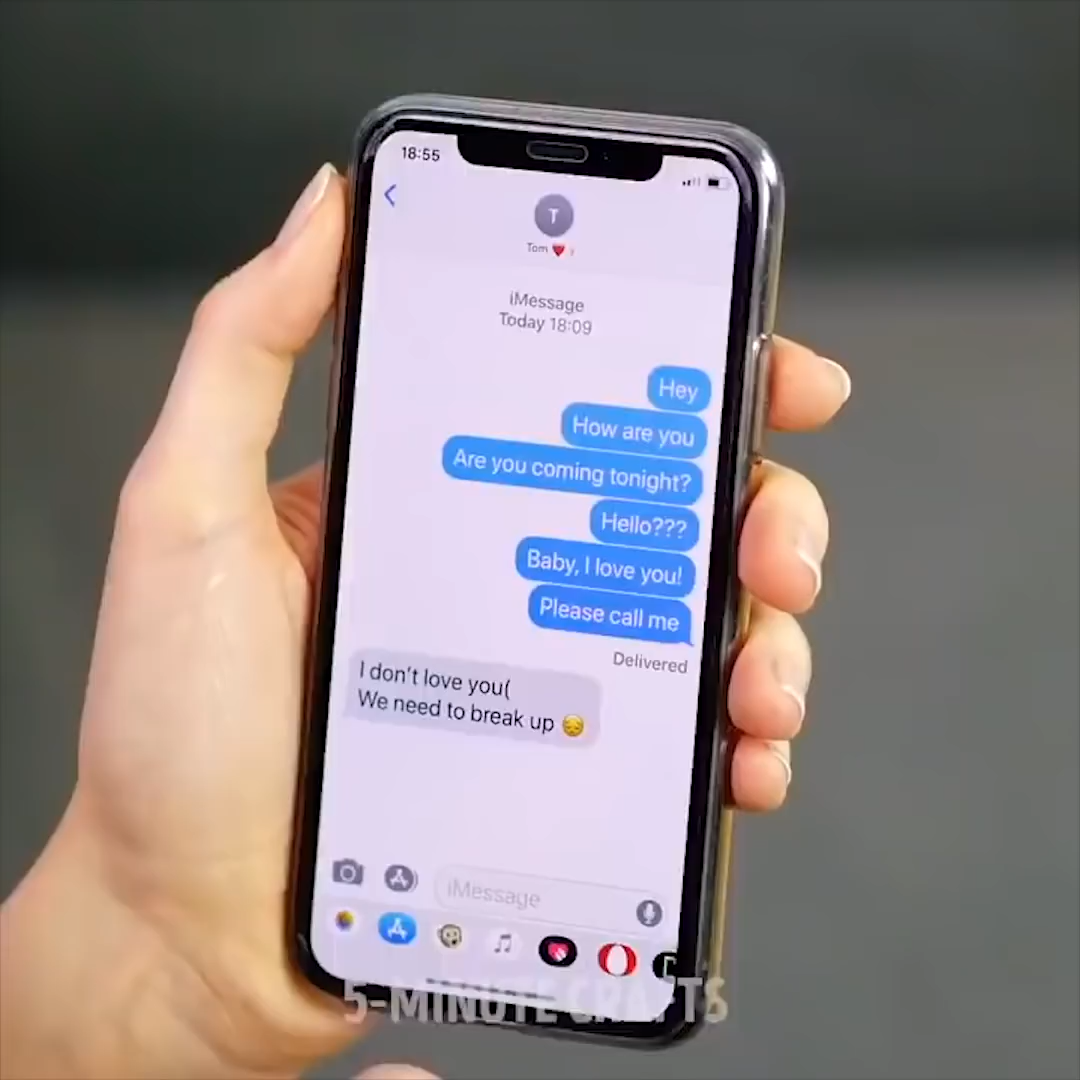 18:55
T
Tom ❤️ ›
iMessage
Today 18:09
Hey
How are you
Are you coming tonight?
Hello???
Baby, I love you!
Please call me
Delivered
I don't love you(
We need to break up 😔
iMessage
5-MINUTE CRAFTS